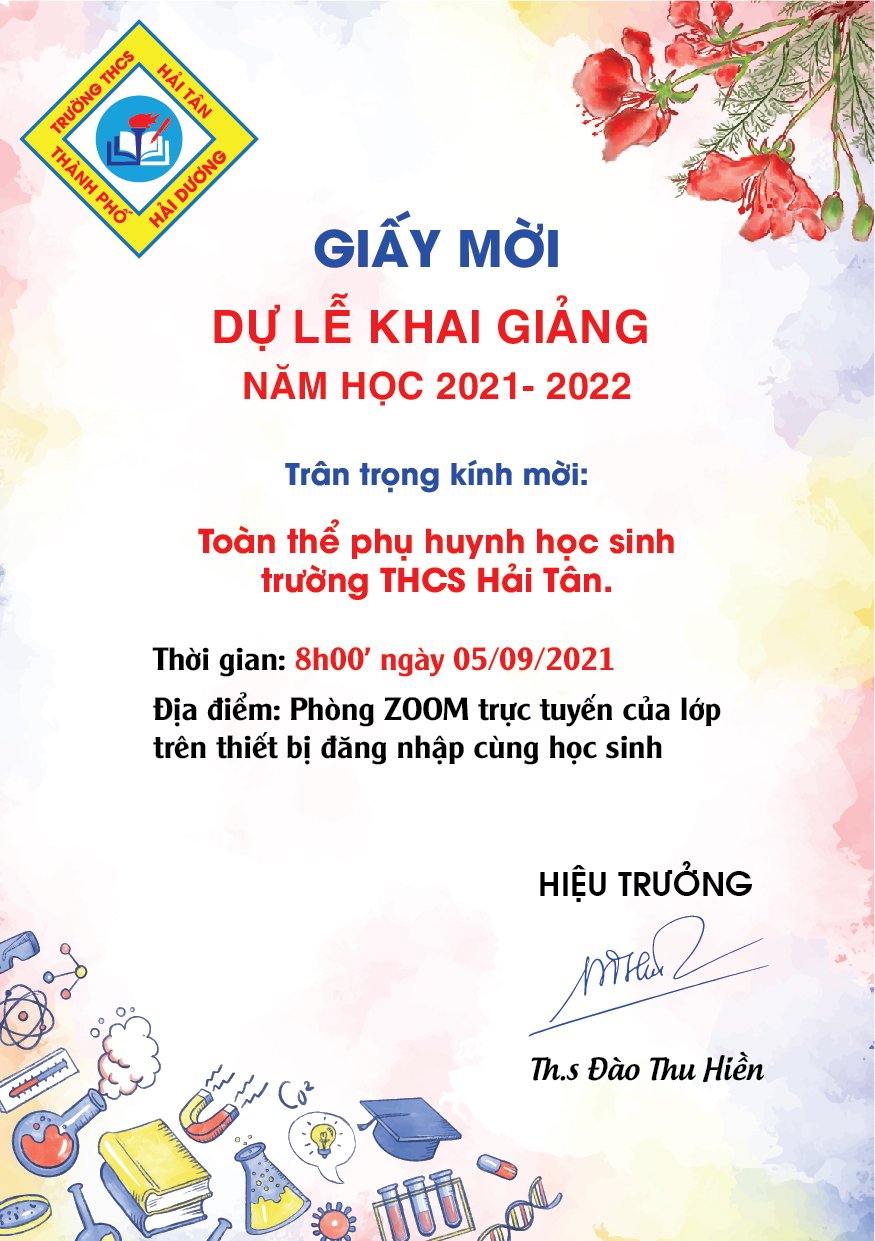 TRƯỜNG THCS
HẢI TÂN
THÀNH PHỐ
HẢI DƯƠNG
GIẤY MỜI
DỰ LỄ KHAI GIẢNG
NĂM HỌC 2021- 2022
Trân trọng kính mời:
Toàn thể phụ huynh học sinh
trường THCS Hải Tân.
Thời gian: 8h00’ ngày 05/09/2021
Địa điểm: Phòng ZOOM trực tuyến của lớp
trên thiết bị đăng nhập cùng học sinh
HIỆU TRƯỞNG
Th.s Đào Thu Hiền
CO2